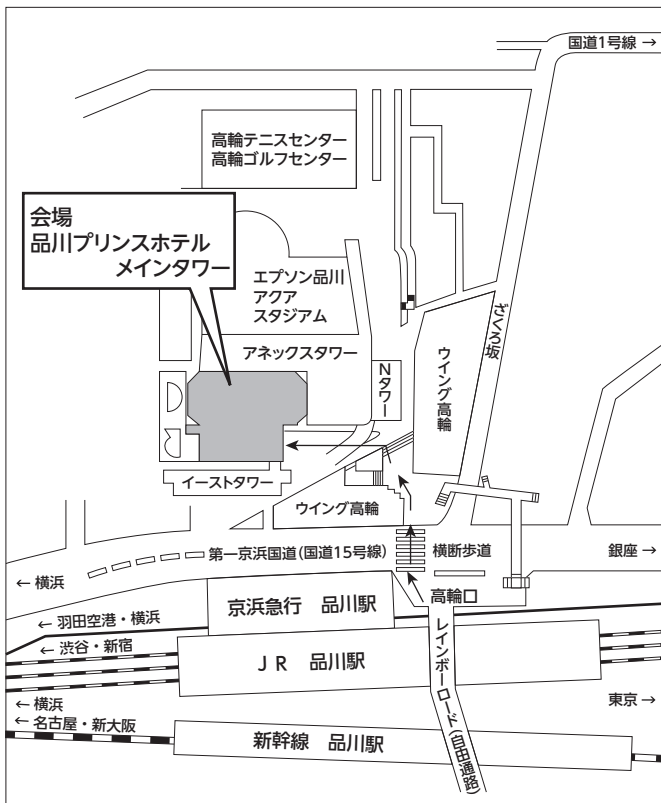 国道1号線 →
高輪テニスセンター
高輪ゴルフセンター
会場
品川プリンスホテル
メインタワー
エプソン品川
アクア
スタジアム
ざくろ坂
アネックスタワー
Nタワー
ウイング高輪
イーストタワー
ウイング高輪
第一京浜国道(国道15号線)
横断歩道
銀座 →
← 横浜
京浜急行 品川駅
高輪口
← 羽田空港・横浜
← 渋谷・新宿
JR 品川駅
レインボーロード(自由通路)
← 横浜
東京 →
← 名古屋・新大阪
新幹線 品川駅